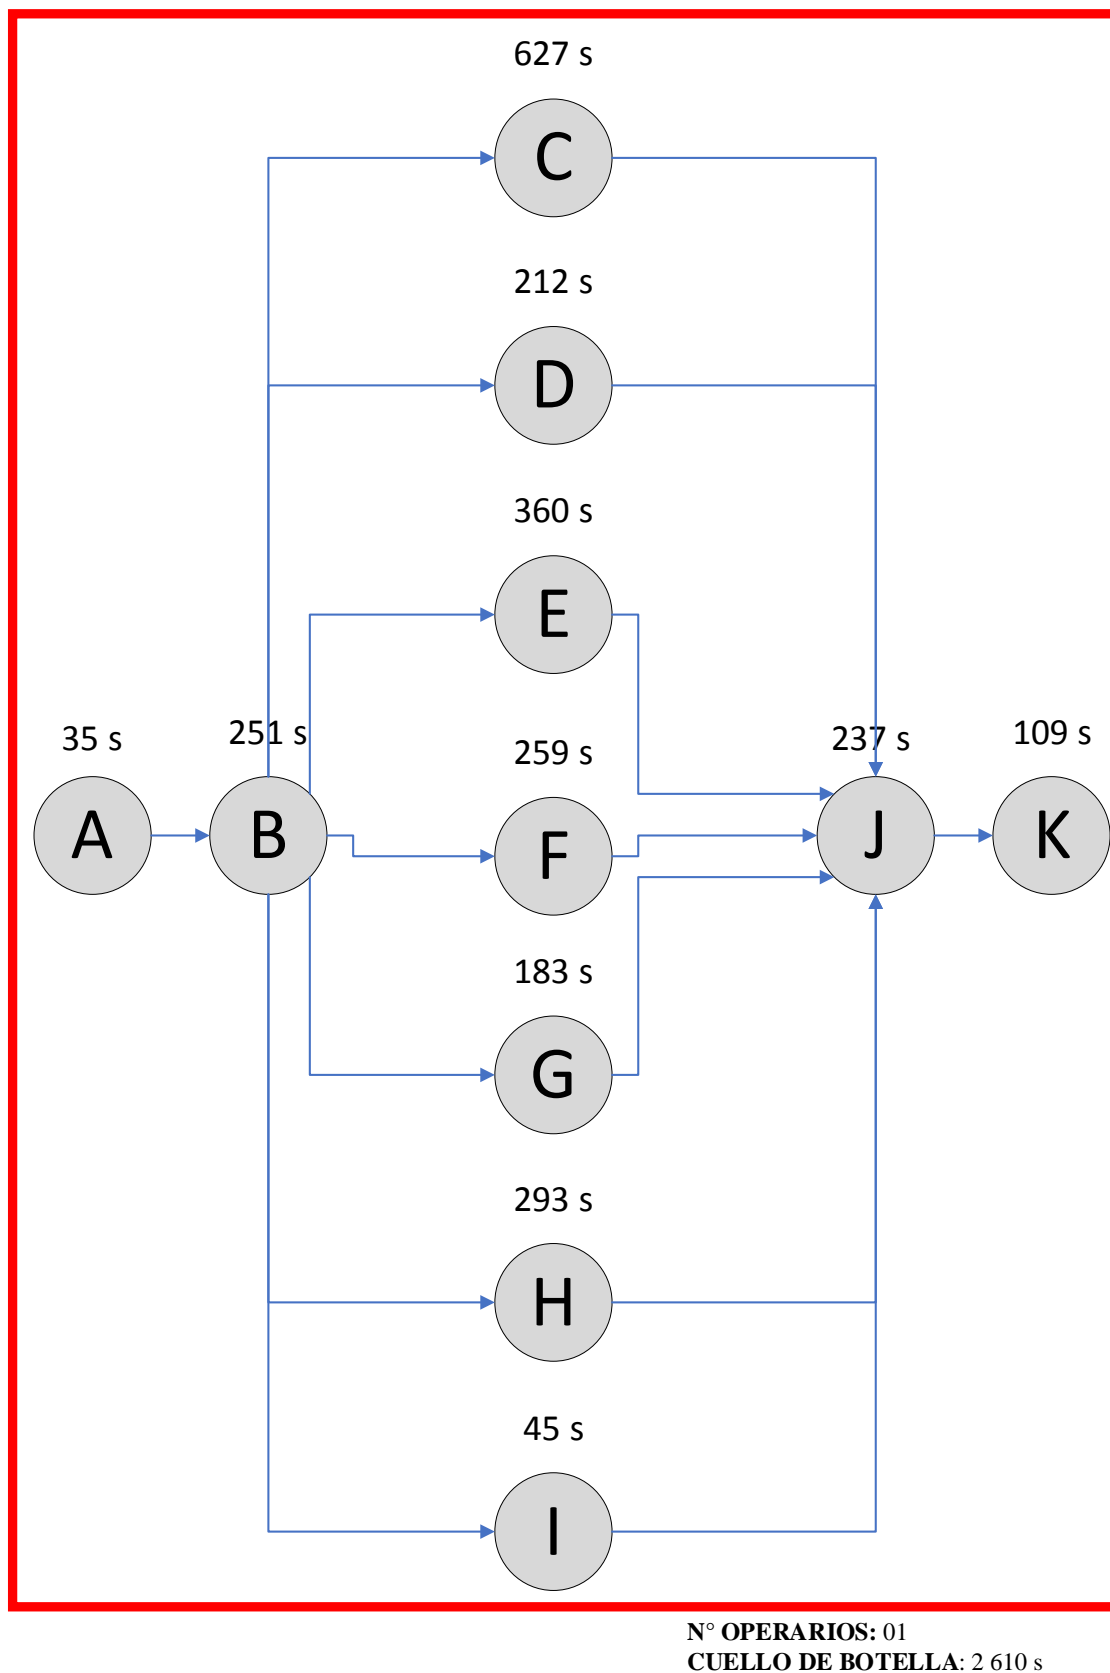 627 s
C
212 s
D
360 s
E
35 s
251 s
259 s
237 s
109 s
A
B
F
J
K
183 s
G
293 s
H
45 s
I
N° OPERARIOS: 01
CUELLO DE BOTELLA: 2 610 s